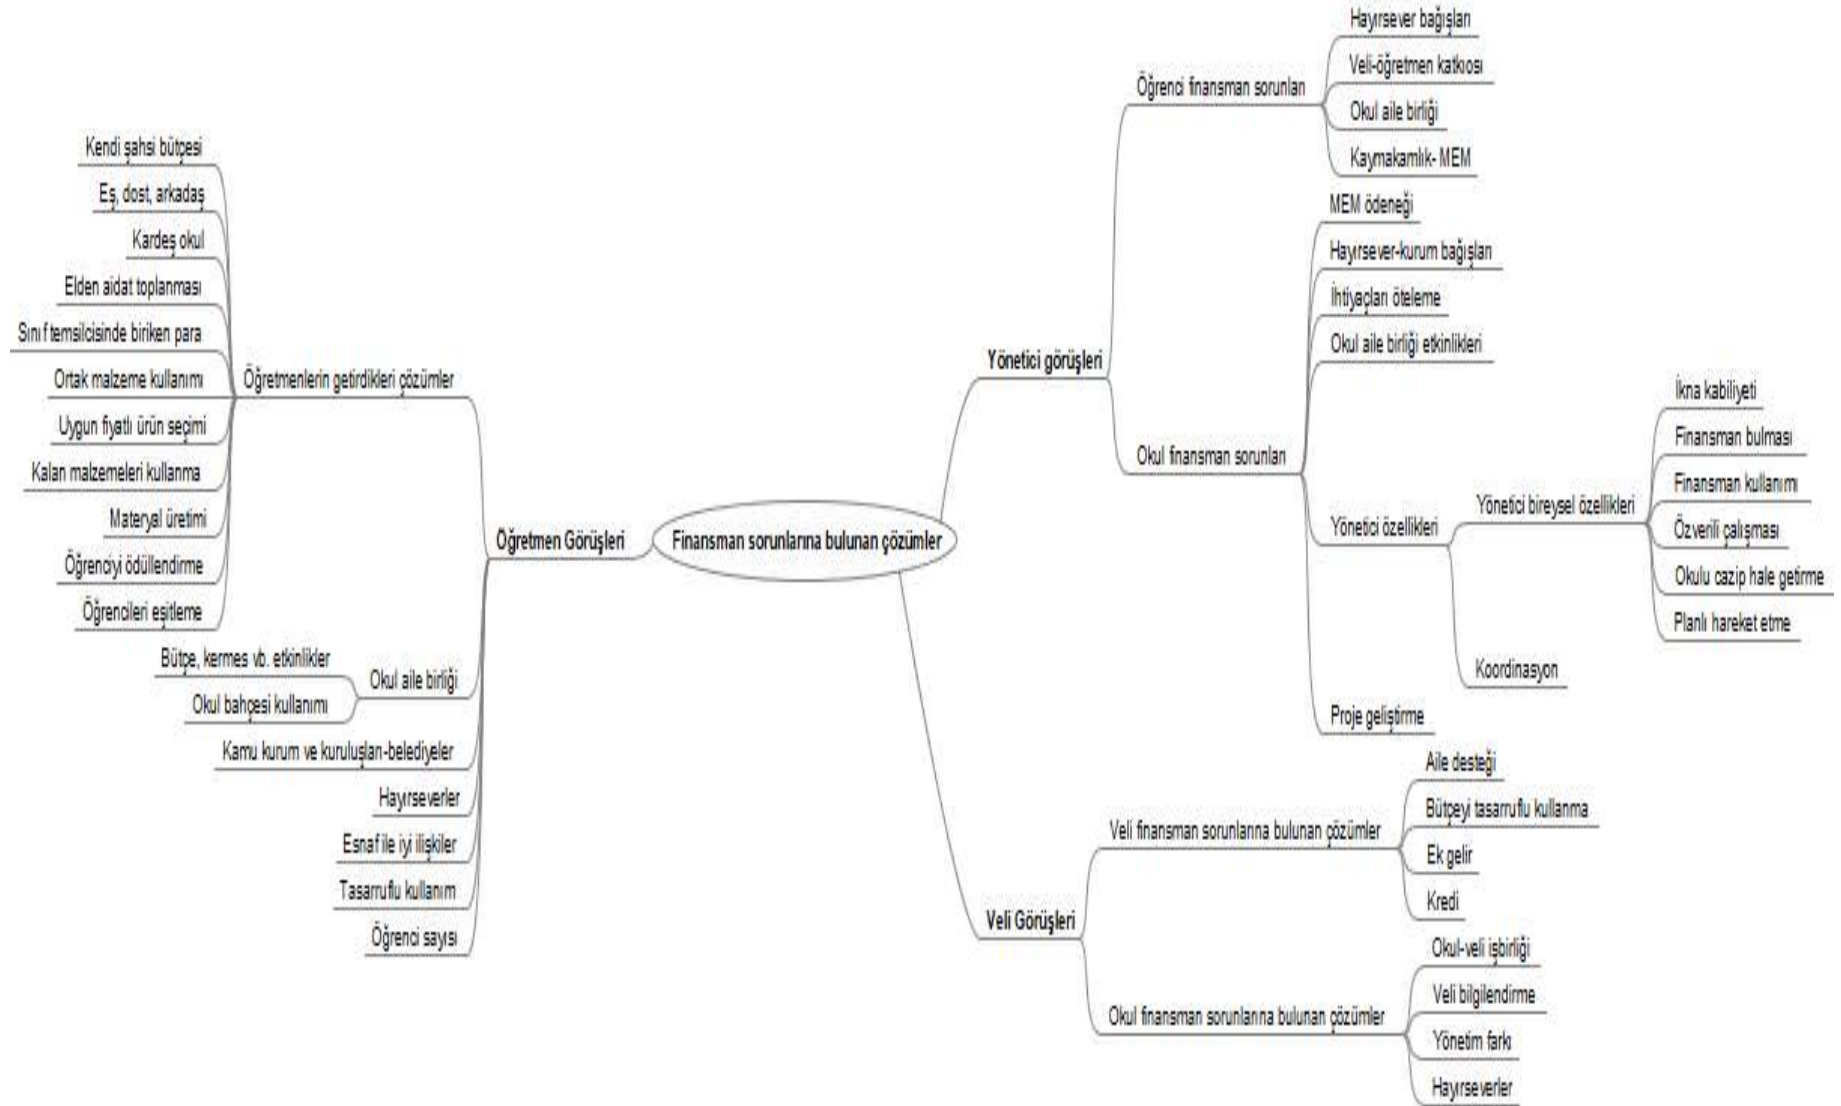 Finansman sorunlarına bulunan çözümler
Öğretmen Görüşleri
Öğretmenlerin getirdikleri çözümler
Kendi şahsi bütçesi
Eş, dost, arkadaş
Kardeş okul
Elden aidat toplanması
Sınıf temsilcisinde biriken para
Ortak malzeme kullanımı
Uygun fiyatlı ürün seçimi
Kalan malzemeleri kullanma
Materyal üretimi
Öğrenciyi ödüllendirme
Öğrencileri eşitleme
Okul aile birliği
Bütçe, kermes vb. etkinlikler
Okul bahçesi kullanımı
Kamu kurum ve kuruluşları-belediyeler
Hayırseverler
Esnaf ile iyi ilişkiler
Tasarruflu kullanım
Öğrenci sayısı
Yönetici görüşleri
Öğrenci finansman sorunları
Hayırsever bağışları
Veli-öğretmen katkıosı
Okul aile birliği
Kaymakamlık- MEM
Okul finansman sorunları
MEM ödeneği
Hayırsever-kurum bağışları
İhtiyaçları öteleme
Okul aile birliği etkinlikleri
Yönetici özellikleri
Yönetici bireysel özellikleri
İkna kabiliyeti
Finansman bulması
Finansman kullanımı
Özverili çalışması
Okulu cazip hale getirme
Planlı hareket etme
Koordinasyon
Proje geliştirme
Veli Görüşleri
Veli finansman sorunlarına bulunan çözümler
Aile desteği
Bütçeyi tasarruflu kullanma
Ek gelir
Kredi
Okul finansman sorunlarına bulunan çözümler
Okul-veli işbirliği
Veli bilgilendirme
Yönetim farkı
Hayırseverler